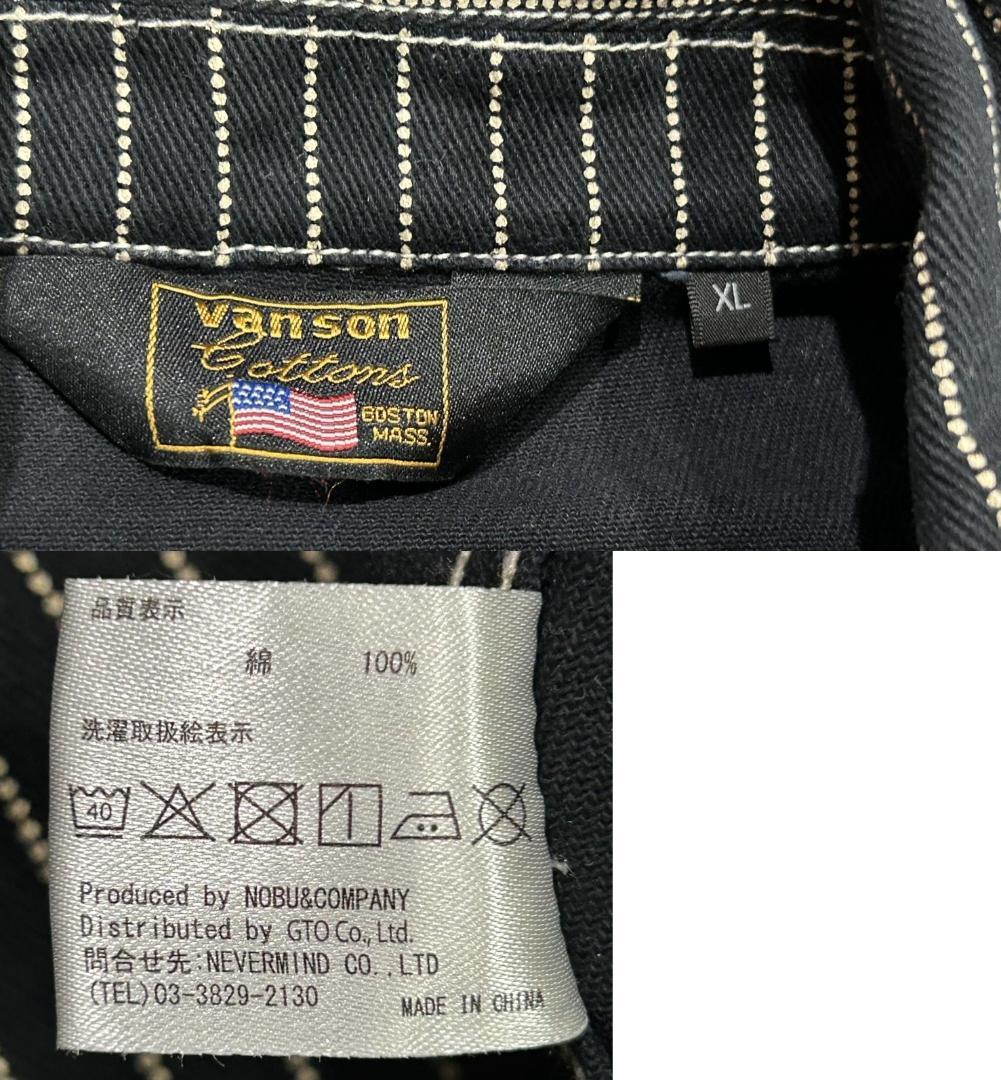 vanson
Cottons
BOSTON
MASS.
XL
品質表示
綿 100%
洗濯取扱絵表示
40
Produced by NOBU&COMPANY
Distributed by GTO Co., Ltd.
問合せ先:NEVERMIND CO.,LTD
(TEL)03-3829-2130
MADE IN CHINA